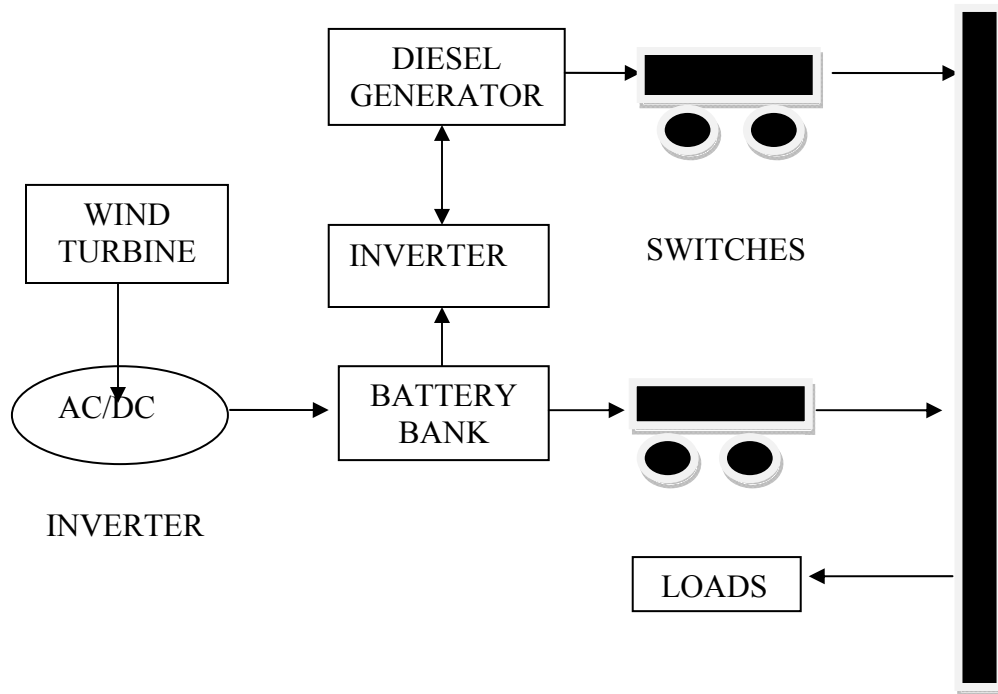 DIESEL
GENERATOR
WIND
TURBINE
INVERTER
SWITCHES
AC/DC
BATTERY
BANK
INVERTER
LOADS